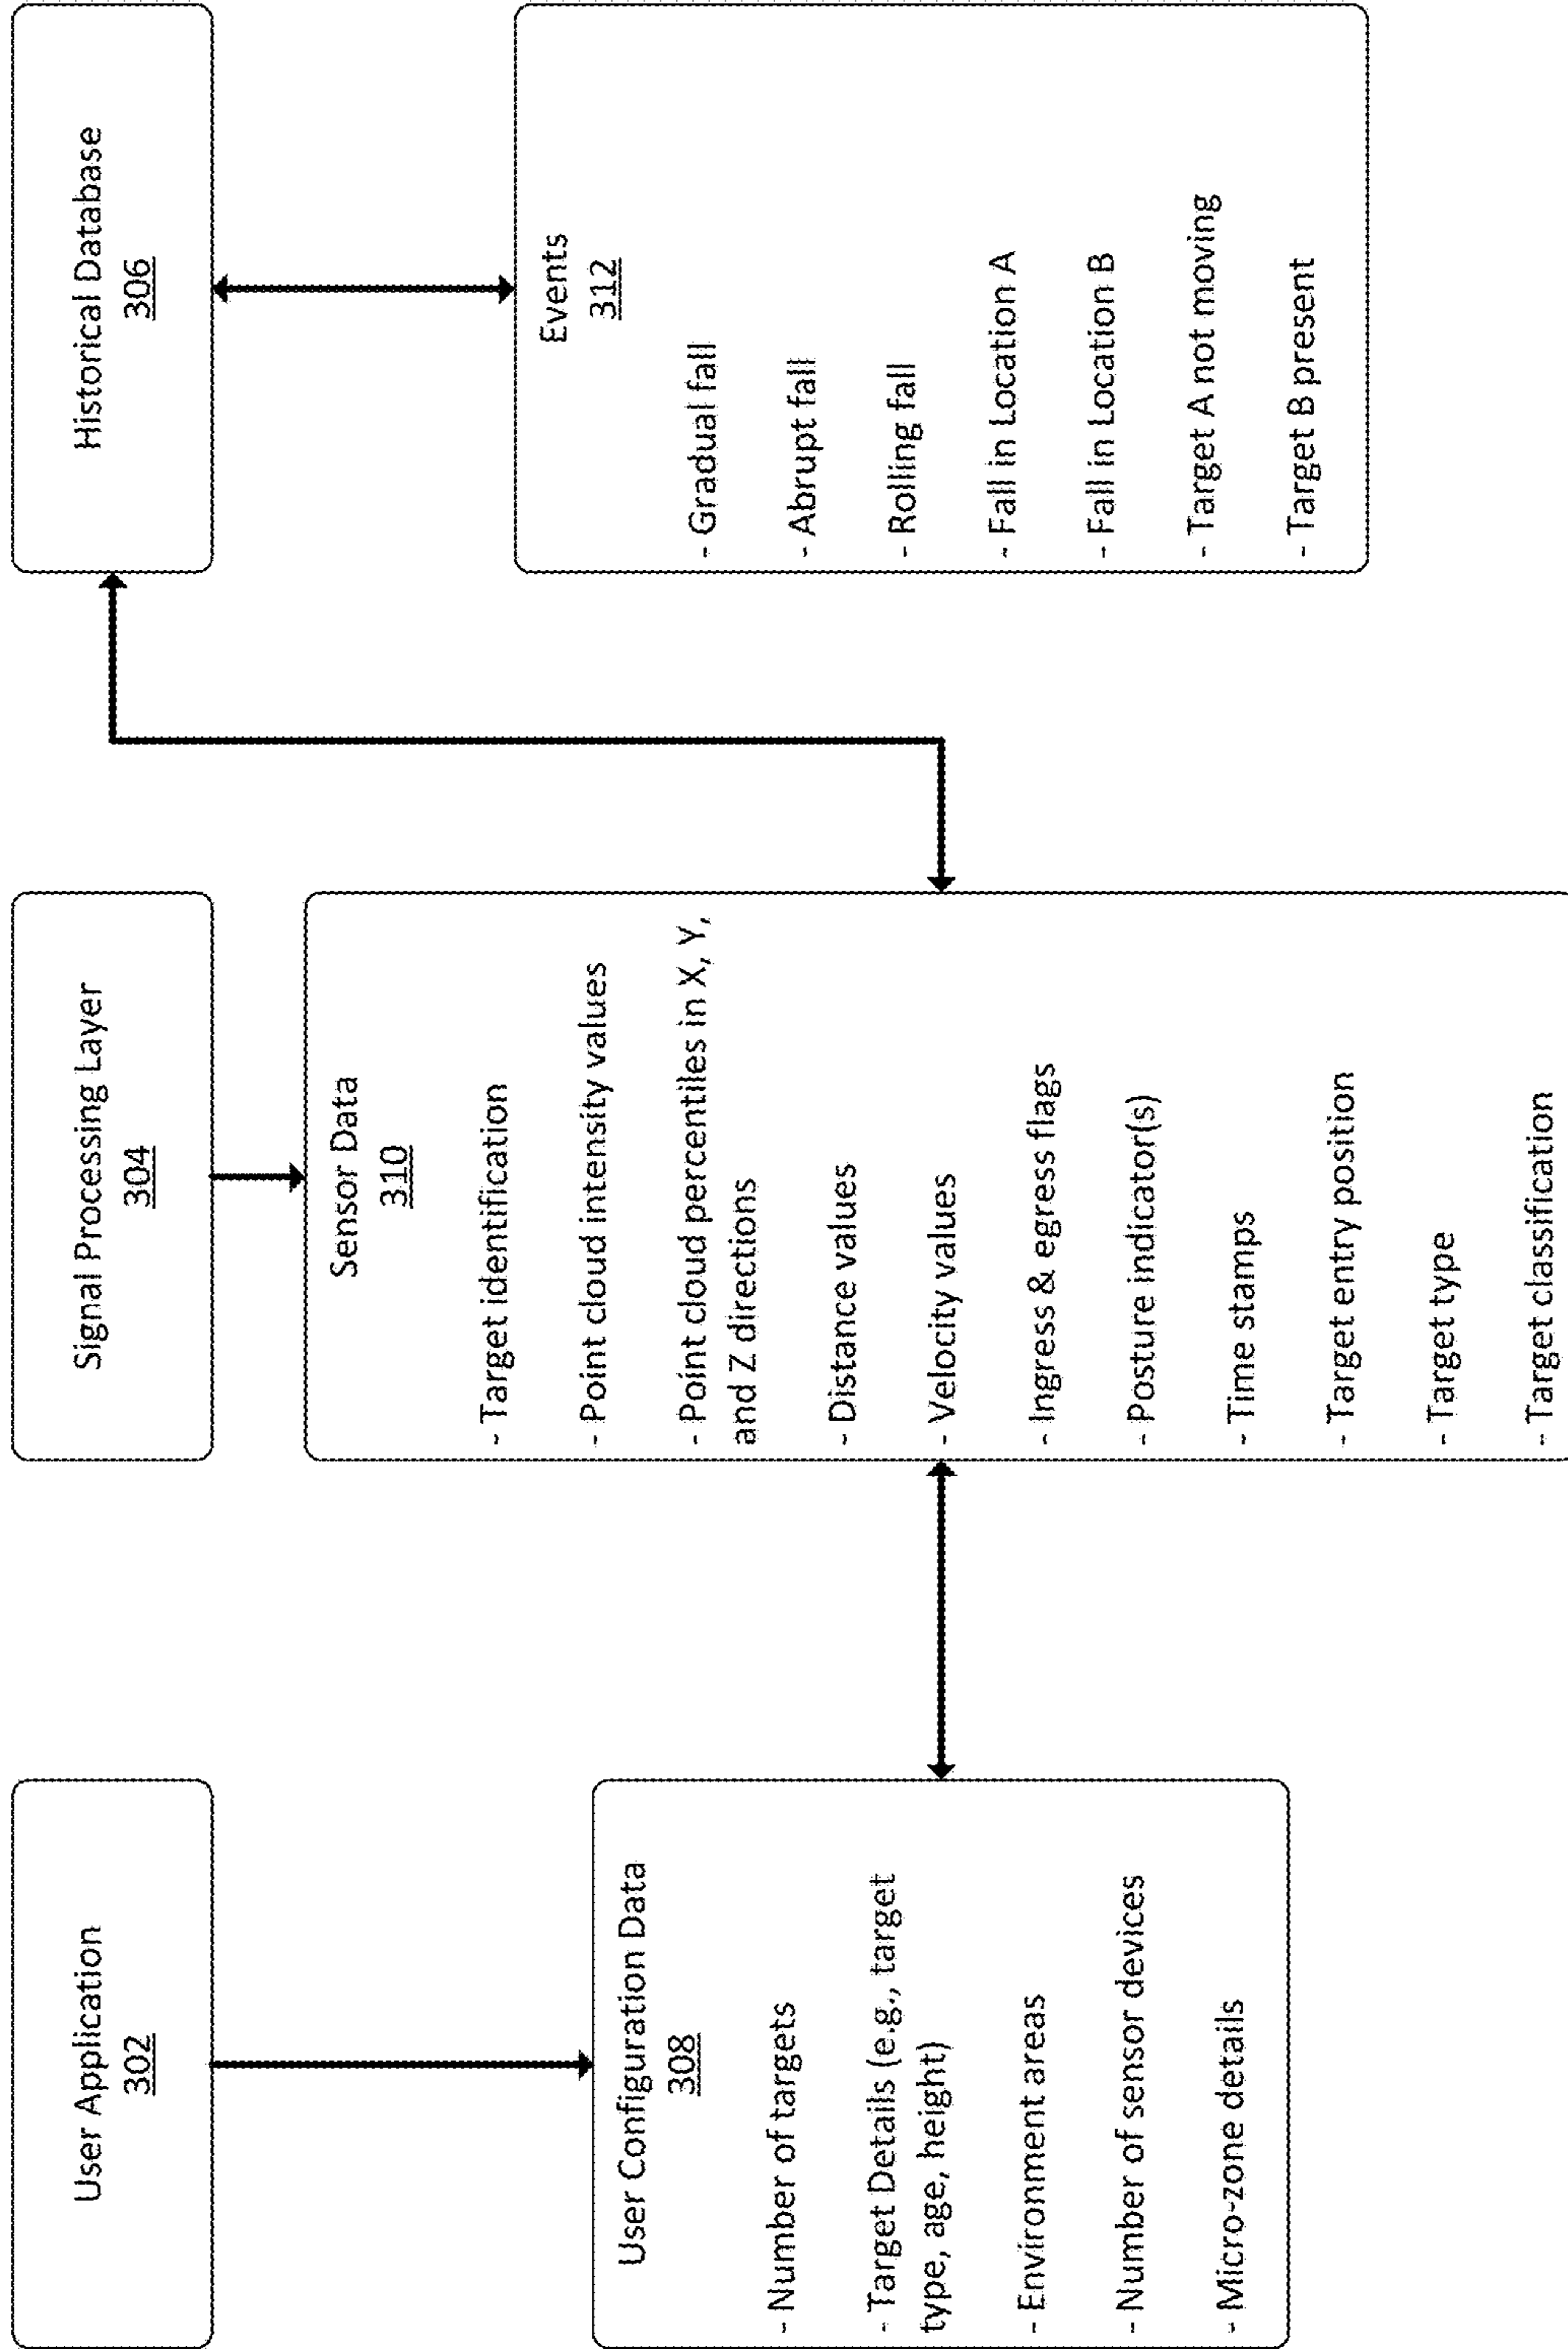 User Application
302
User Configuration Data
308
- Number of targets
- Target Details (e.g., target
type, age, height)
- Environment areas
- Number of sensor devices
- Micro-zone details
Signal Processing Layer
304
Sensor Data
310
- Target identification
- Point cloud intensity values
- Point cloud percentiles in X, Y,
and Z directions
- Distance values
- Velocity values
- Ingress & egress flags
- Posture indicator(s)
- Time stamps
- Target entry position
- Target type
- Target classification
Historical Database
306
Events
312
- Gradual fall
- Abrupt fall
- Rolling fall
- Fall in Location A
- Fall in Location B
- Target A not moving
- Target B present